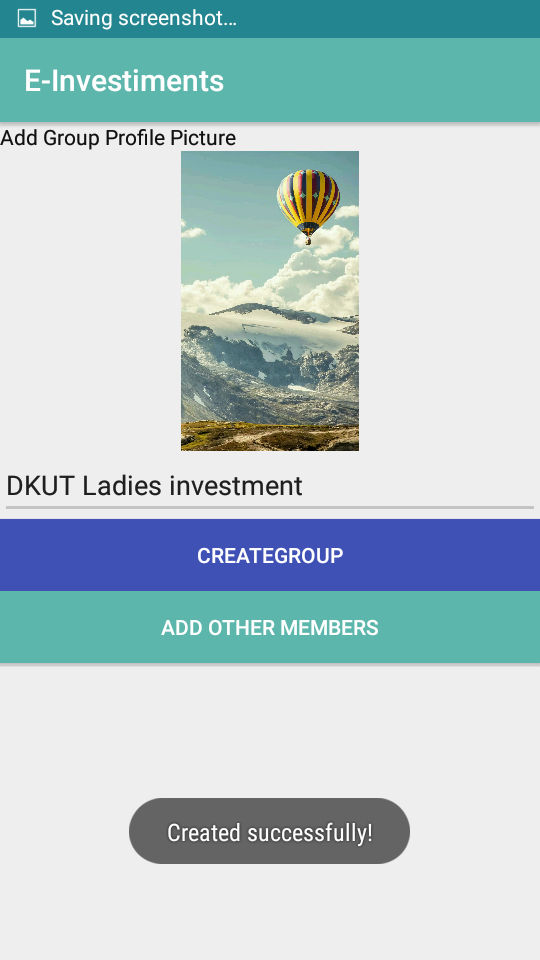 Saving screenshot...
E-Investiments
Add Group Profile Picture
DKUT Ladies investment
CREATEGROUP
ADD OTHER MEMBERS
Created successfully!